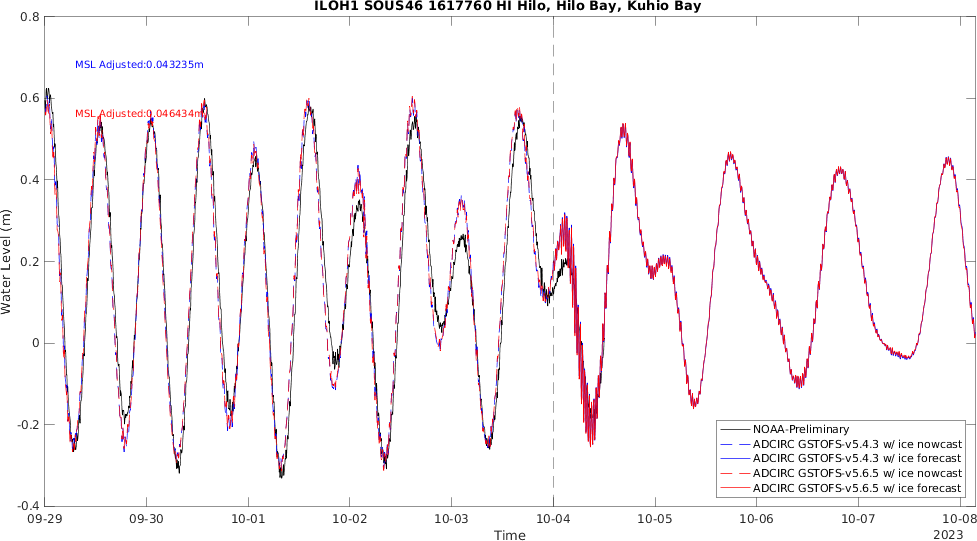 ILOH1 SOUS46 1617760 HI Hilo, Hilo Bay, Kuhio Bay
0.8
0.6
0.4
0.2
0
-0.2
-0.4
Water Level (m)
MSL Adjusted:0.043235m
MSL Adjusted:0.046434m
NOAA-Preliminary
ADCIRC GSTOFS-v5.4.3 w/ ice nowcast
ADCIRC GSTOFS-v5.4.3 w/ ice forecast
ADCIRC GSTOFS-v5.6.5 w/ ice nowcast
ADCIRC GSTOFS-v5.6.5 w/ ice forecast
09-29 09-30 10-01 10-02 10-03 10-04 10-05 10-06 10-07 10-08
2023
Time